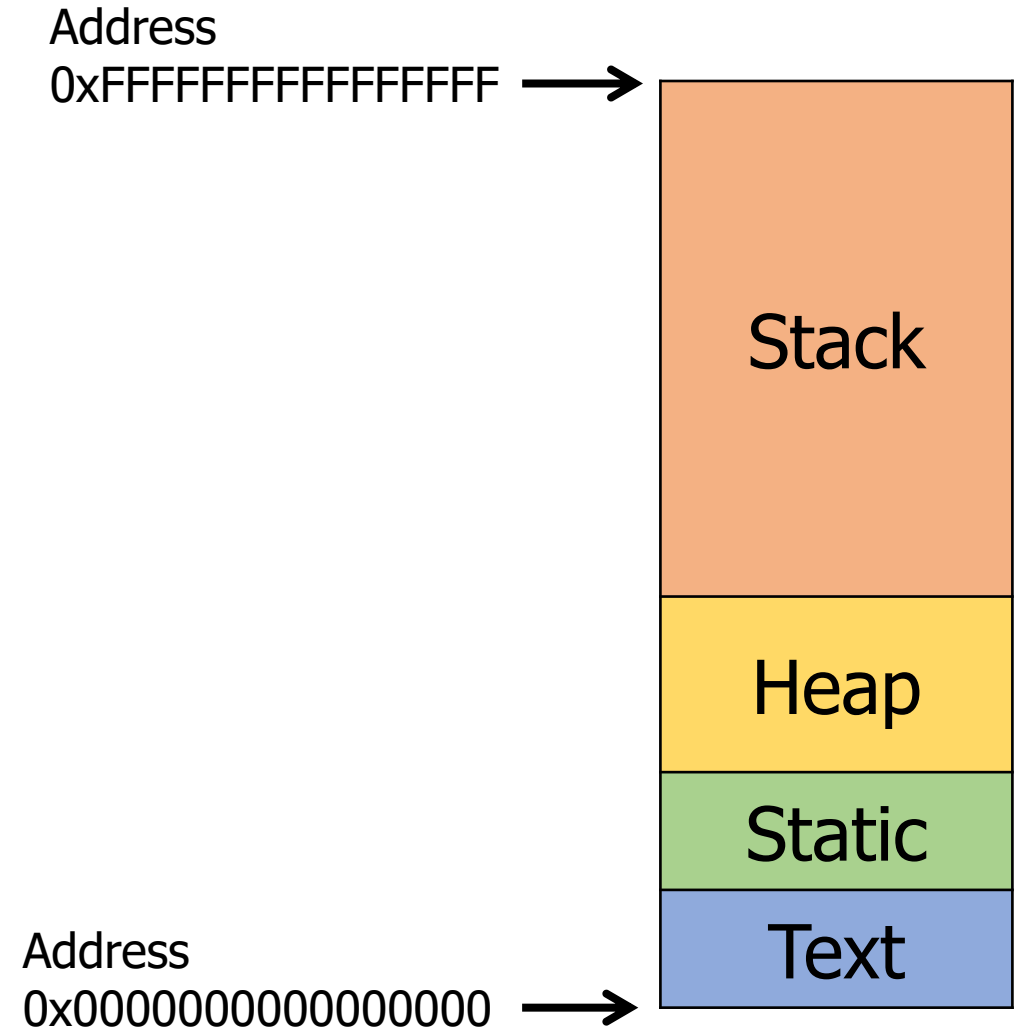 Address
0xFFFFFFFFFFFFFFFF
Stack
Heap
Static
Text
Address
0x0000000000000000